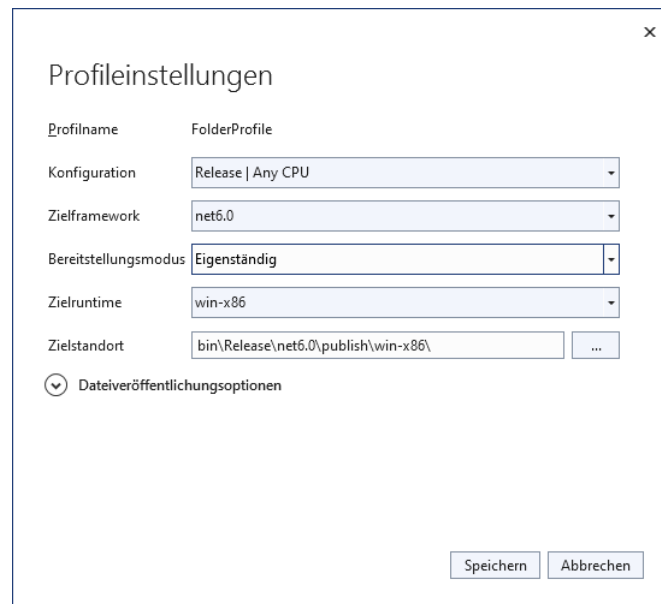 Profileinstellungen
Profilname FolderProfile
Konfiguration Release | Any CPU
Zielframework net6.0
Bereitstellungsmodus Eigenständig
Zielruntime win-x86
Zielstandort bin\Release\net6.0\publish\win-x86\ ...
Dateiveröffentlichungsoptionen
Speichern Abbrechen